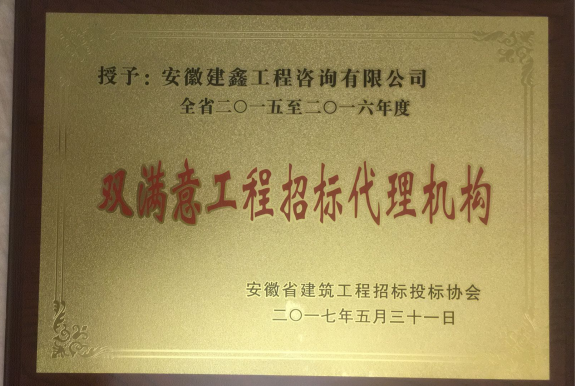 授予：安徽建鑫工程咨询有限公司
全省二〇一五至二〇一六年度
双满意工程招标代理机构
安徽省建筑工程招标投标协会
二〇一七年五月三十一日